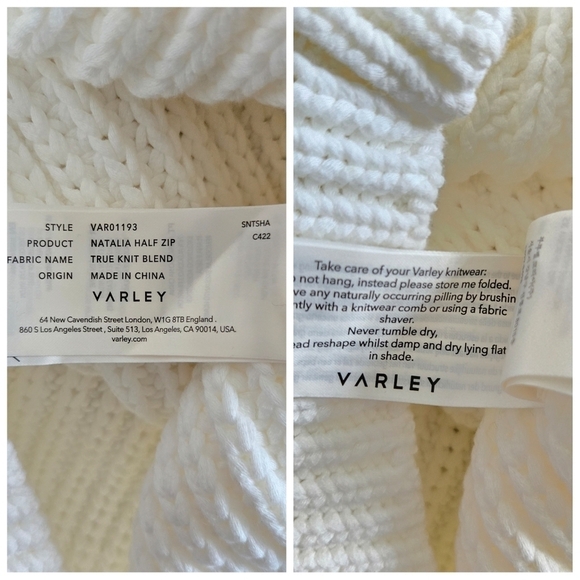 STYLE VAR01193
PRODUCT NATALIA HALF ZIP
FABRIC NAME TRUE KNIT BLEND
ORIGIN MADE IN CHINA
SNTSHA
C422
VARLEY
64 New Cavendish Street London, W1G 8TB England .
860 S Los Angeles Street , Suite 513, Los Angeles, CA 90014, USA.
varley.com
Take care of your Varley knitwear:
not hang, instead please store me folded.
any naturally occurring pilling by brushin
with a knitwear comb or using a fabric
shaver.
Never tumble dry,
reshape whilst damp and dry lying flat
in shade.
VARLEY